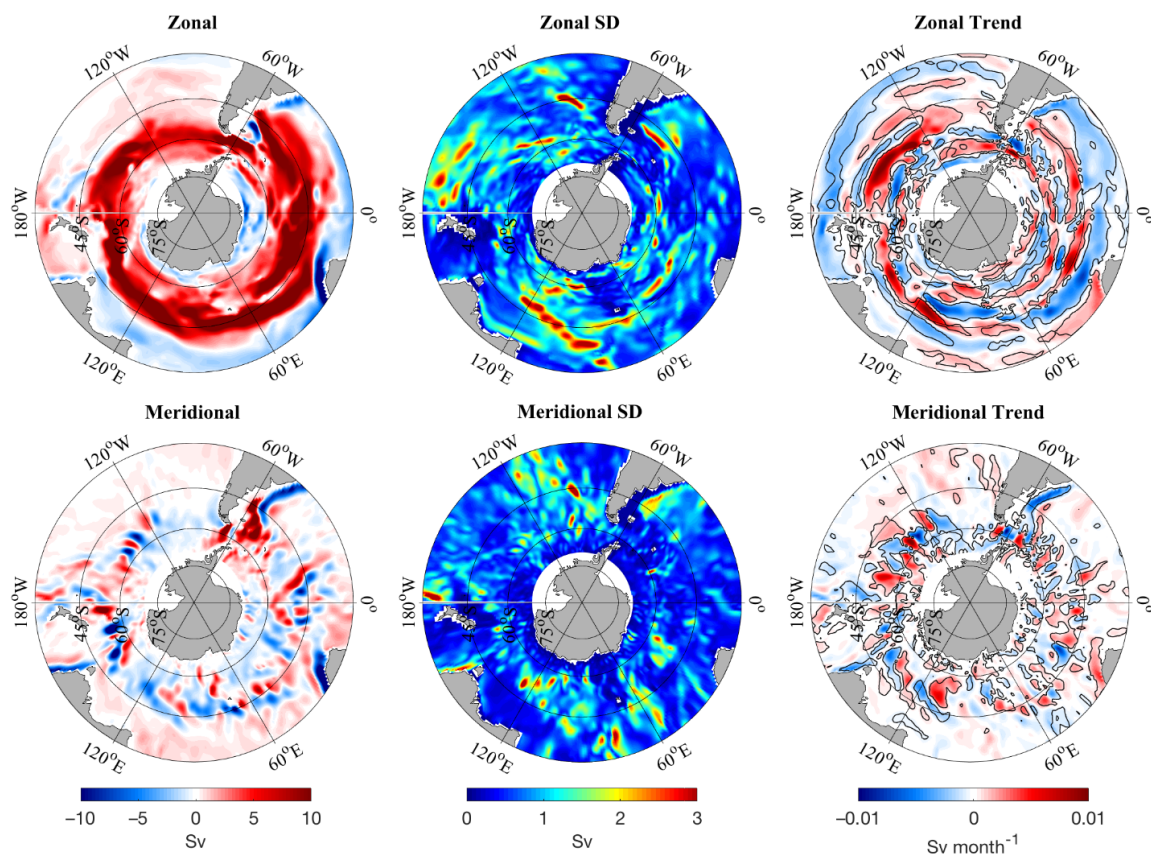 Zonal
Zonal SD
Zonal Trend
120°W
60°W
180°W
0°
45°S
60°S
75°S
120°E
60°E
120°W
60°W
180°W
0°
45°S
60°S
75°S
120°E
60°E
120°W
60°W
180°W
0°
45°S
60°S
75°S
120°E
60°E
Meridional
Meridional SD
Meridional Trend
120°W
60°W
180°W
0°
45°S
60°S
75°S
120°E
60°E
120°W
60°W
180°W
0°
45°S
60°S
75°S
120°E
60°E
120°W
60°W
180°W
0°
45°S
60°S
75°S
120°E
60°E
−10 −5 0 5 10
Sv
0 1 2 3
Sv
−0.01 0 0.01
Sv month⁻¹